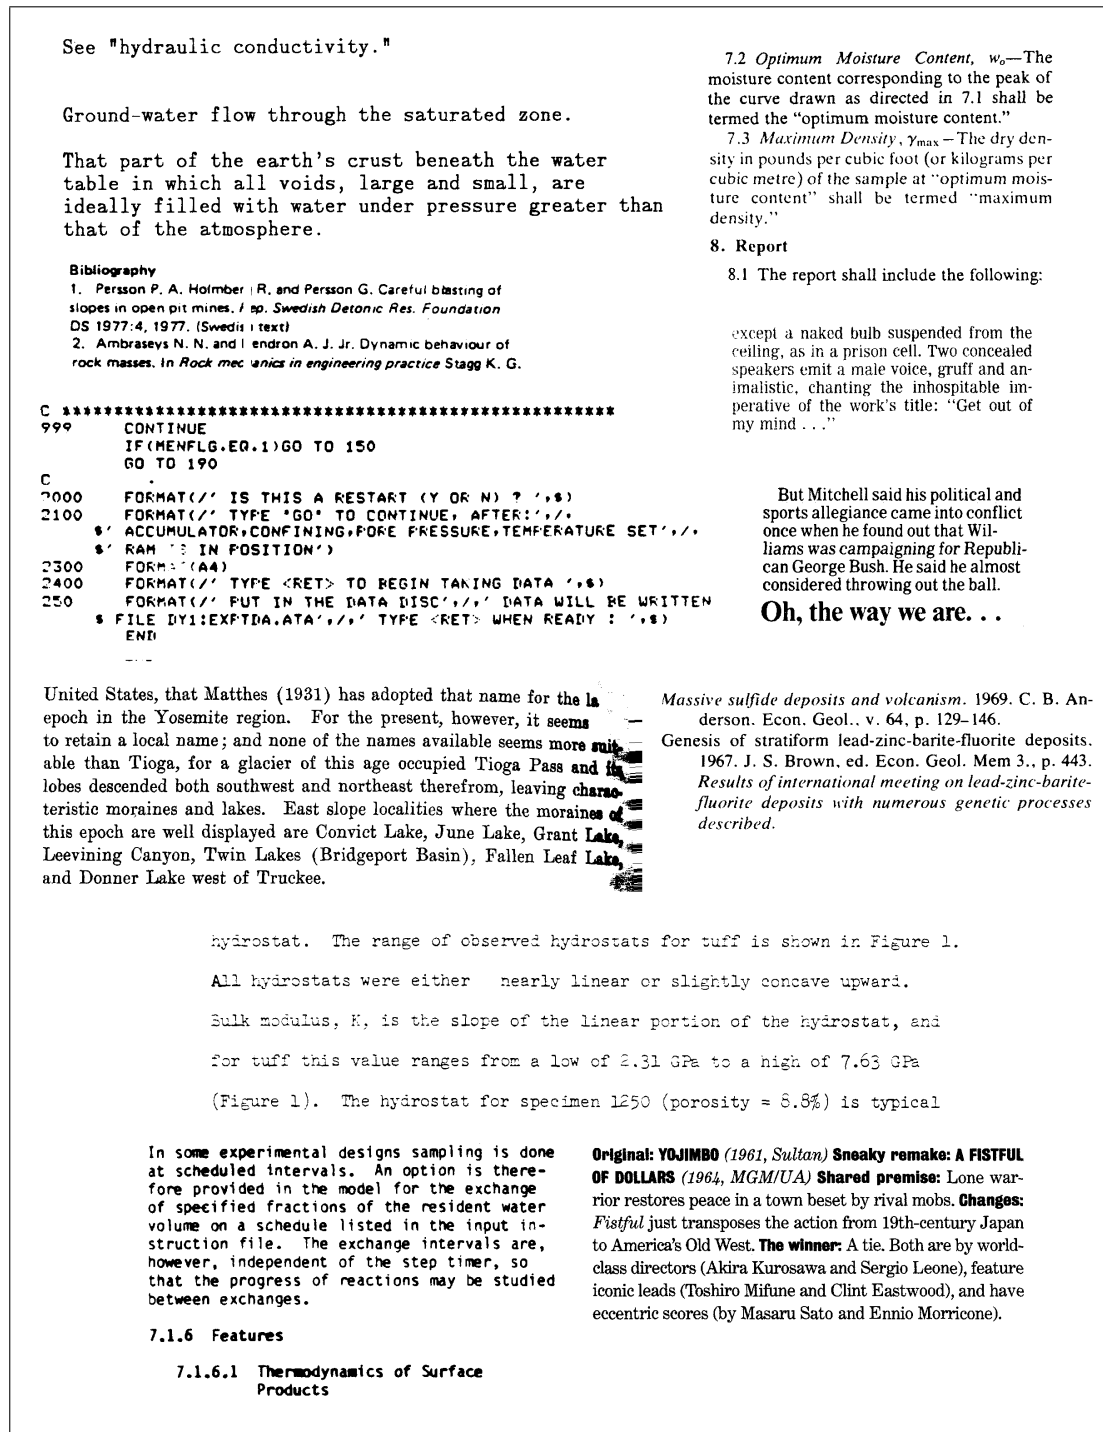 See "hydraulic conductivity."
Ground-water flow through the saturated zone.
That part of the earth's crust beneath the water
table in which all voids, large and small, are
ideally filled with water under pressure greater than
that of the atmosphere.
7.2 Optimum Moisture Content, wₒ—The
moisture content corresponding to the peak of
the curve drawn as directed in 7.1 shall be
termed the “optimum moisture content.”
7.3 Maximum Density, γmax—The dry den-
sity in pounds per cubic foot (or kilograms per
cubic metre) of the sample at “optimum mois-
ture content” shall be termed “maximum
density.”
8. Report
8.1 The report shall include the following:
Bibliography
1. Persson P. A. Holmber R. and Persson G. Careful blasting of
slopes in open pit mines. Swedish Detonic Res. Foundation
DS 1977:4, 1977. (Swedis text)
2. Ambraseys N. N. and endron A. J. Jr. Dynamic behaviour of
rock masses. In Rock mec anics in engineering practice Stagg K. G.
except a naked bulb suspended from the
ceiling, as in a prison cell. Two concealed
speakers emit a male voice, gruff and an-
imalistic, chanting the inhospitable im-
perative of the work's title: “Get out of
my mind . . .”
C *****************************************************
999 CONTINUE
IF(MENFLG.EQ.1)GO TO 150
GO TO 190
C
2000 FORMAT(/' IS THIS A RESTART (Y OR N) ? ',$)
2100 FORMAT(/' TYPE "GO" TO CONTINUE, AFTER:',/,
$' ACCUMULATOR,CONFINING,PORE PRESSURE,TEMPERATURE SET',/,
$' RAM IN POSITION')
2300 FORM (A4)
2400 FORMAT(/' TYPE <RET> TO BEGIN TAKING DATA ',$)
250 FORMAT(/' PUT IN THE DATA DISC',/,' DATA WILL BE WRITTEN
$ FILE DY1:EXPTDA.ATA',/,' TYPE <RET> WHEN READY : ',$)
END
But Mitchell said his political and
sports allegiance came into conflict
once when he found out that Wil-
liams was campaigning for Republi-
can George Bush. He said he almost
considered throwing out the ball.
Oh, the way we are. . .
United States, that Matthes (1931) has adopted that name for the la
epoch in the Yosemite region. For the present, however, it seems
to retain a local name; and none of the names available seems more suit-
able than Tioga, for a glacier of this age occupied Tioga Pass and its
lobes descended both southwest and northeast therefrom, leaving charac-
teristic moraines and lakes. East slope localities where the moraines of
this epoch are well displayed are Convict Lake, June Lake, Grant Lake,
Leevining Canyon, Twin Lakes (Bridgeport Basin), Fallen Leaf Lake,
and Donner Lake west of Truckee.
Massive sulfide deposits and volcanism. 1969. C. B. An-
derson. Econ. Geol., v. 64, p. 129–146.
Genesis of stratiform lead-zinc-barite-fluorite deposits.
1967. J. S. Brown, ed. Econ. Geol. Mem 3., p. 443.
Results of international meeting on lead-zinc-barite-
fluorite deposits with numerous genetic processes
described.
hydrostat. The range of observed hydrostats for tuff is shown in Figure 1.
All hydrostats were either nearly linear or slightly concave upward.
Bulk modulus, K, is the slope of the linear portion of the hydrostat, and
for tuff this value ranges from a low of 2.31 GPa to a high of 7.63 GPa
(Figure 1). The hydrostat for specimen 1250 (porosity = 8.8%) is typical
In some experimental designs sampling is done
at scheduled intervals. An option is there-
fore provided in the model for the exchange
of specified fractions of the resident water
volume on a schedule listed in the input in-
struction file. The exchange intervals are,
however, independent of the step timer, so
that the progress of reactions may be studied
between exchanges.
7.1.6 Features
7.1.6.1 Thermodynamics of Surface
Products
Original: YOJIMBO (1961, Sultan) Sneaky remake: A FISTFUL
OF DOLLARS (1964, MGM/UA) Shared premise: Lone war-
rior restores peace in a town beset by rival mobs. Changes:
Fistful just transposes the action from 19th-century Japan
to America's Old West. The winner: A tie. Both are by world-
class directors (Akira Kurosawa and Sergio Leone), feature
iconic leads (Toshiro Mifune and Clint Eastwood), and have
eccentric scores (by Masaru Sato and Ennio Morricone).